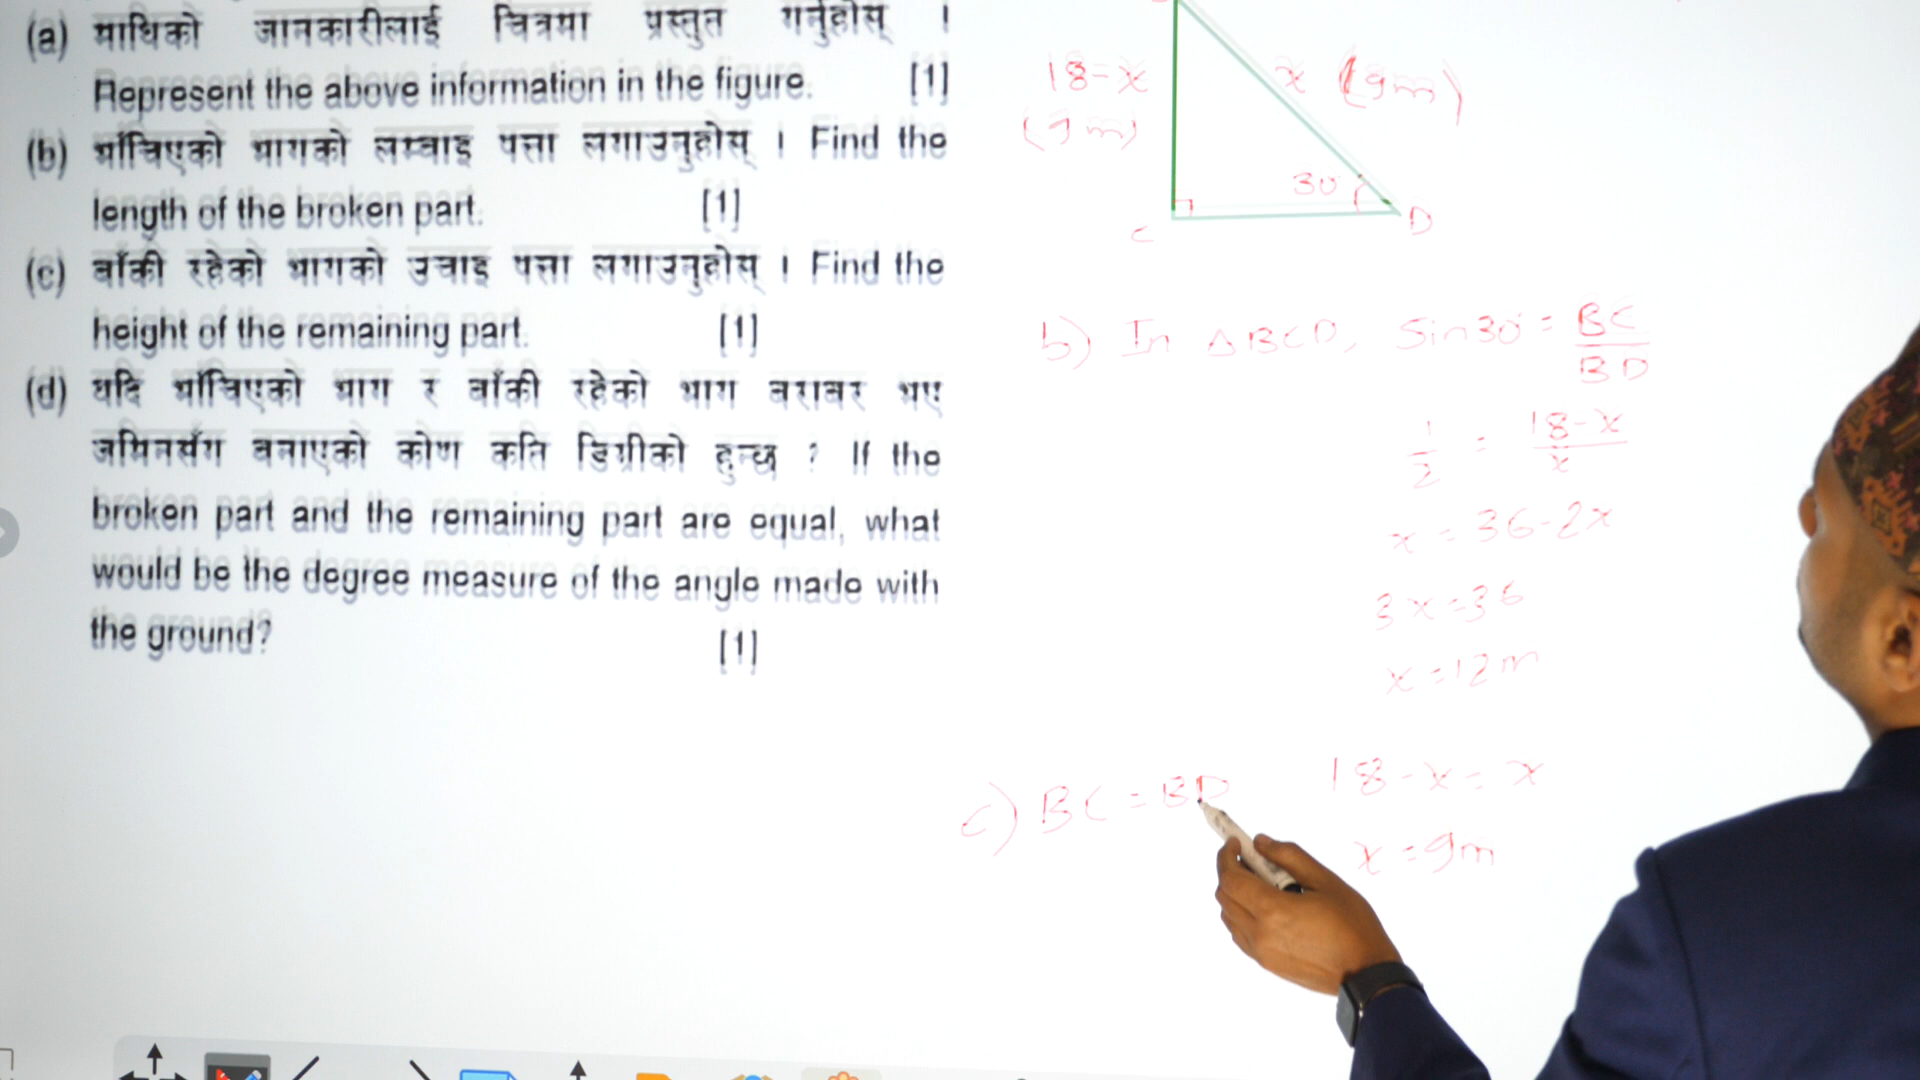 (a) माथिको जानकारीलाई चित्रमा प्रस्तुत गर्नुहोस् ।
Represent the above information in the figure. [1]
(b) भाँचिएको भागको लम्बाइ पत्ता लगाउनुहोस् । Find the
length of the broken part. [1]
(c) बाँकी रहेको भागको उचाइ पत्ता लगाउनुहोस् । Find the
height of the remaining part. [1]
(d) यदि भाँचिएको भाग र बाँकी रहेको भाग बराबर भए
जमिनसँग बनाएको कोण कति डिग्रीको हुन्छ ? If the
broken part and the remaining part are equal, what
would be the degree measure of the angle made with
the ground? [1]
18-x x (9m)
(9m)
30°
C D
b) In △BCD, Sin30° = BC/BD
1/2 = 18-x/x
x = 36-2x
3x=36
x=12m
c) BC = BD 18-x = x
x = 9m